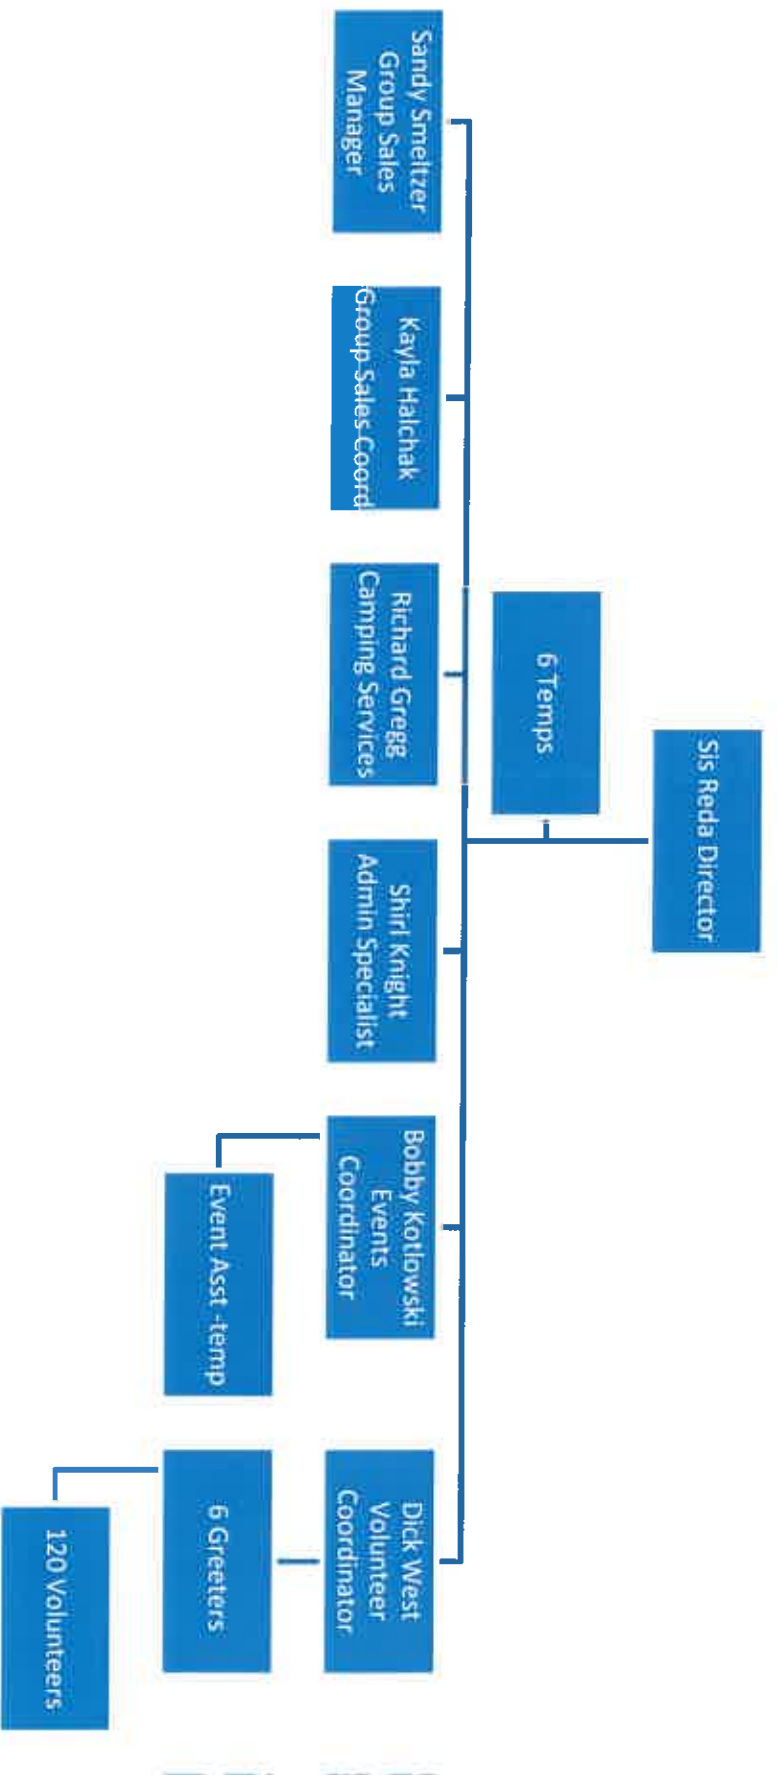 Sis Reda Director
6 Temps
Sandy Smeltzer
Group Sales
Manager
Kayla Halchak
Group Sales Coord
Richard Gregg
Camping Services
Shirl Knight
Admin Specialist
Bobby Kotlowski
Events
Coordinator
Dick West
Volunteer
Coordinator
Event Asst -temp
6 Greeters
120 Volunteers